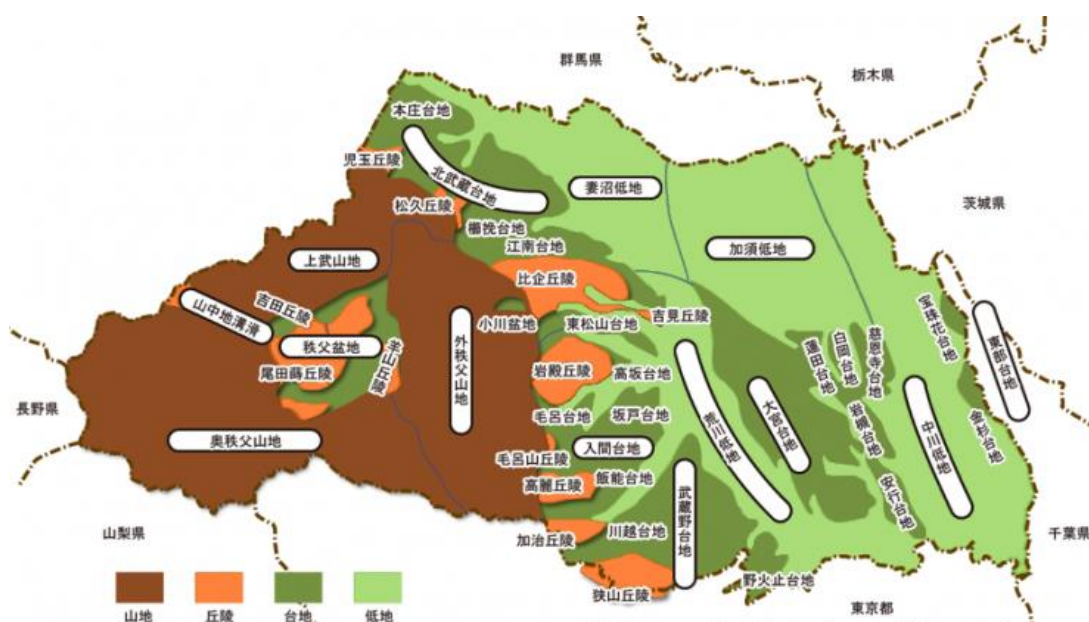 群馬県
栃木県
本庄台地
児玉丘陵
北武蔵台地
妻沼低地
茨城県
松久丘陵
櫛挽台地
江南台地
加須低地
上武山地
比企丘陵
吉田丘陵
山中地溝滞
小川盆地
東松山台地
吉見丘陵
宝珠花台地
慈恩寺台地
白岡台地
蓮田台地
東部台地
秩父盆地
羊山丘陵
外秩父山地
尾田蒔丘陵
岩殿丘陵
高坂台地
長野県
毛呂台地
坂戸台地
荒川低地
大宮台地
岩槻台地
中川低地
金杉台地
奥秩父山地
入間台地
毛呂山丘陵
高麗丘陵
飯能台地
武蔵野台地
安行台地
山梨県
加治丘陵
川越台地
千葉県
野火止台地
狭山丘陵
東京都
山地
丘陵
台地
低地